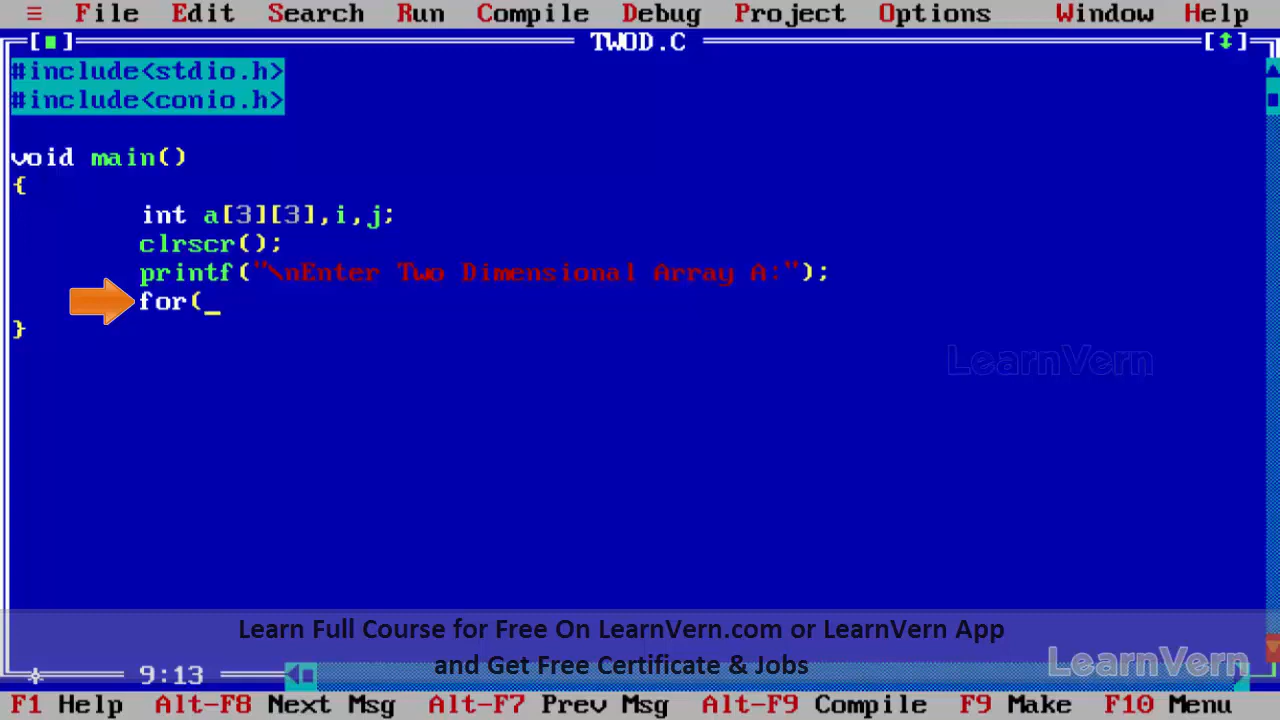 ≡ File Edit Search Run Compile Debug Project Options Window Help
[■] TWOD.C [↕]
#include<stdio.h>
#include<conio.h>
void main()
{
int a[3][3],i,j;
clrscr();
printf("\nEnter Two Dimensional Array A:");
for(_
}
LearnVern
Learn Full Course for Free On LearnVern.com or LearnVern App
and Get Free Certificate & Jobs
LearnVern
9:13
F1 Help Alt-F8 Next Msg Alt-F7 Prev Msg Alt-F9 Compile F9 Make F10 Menu